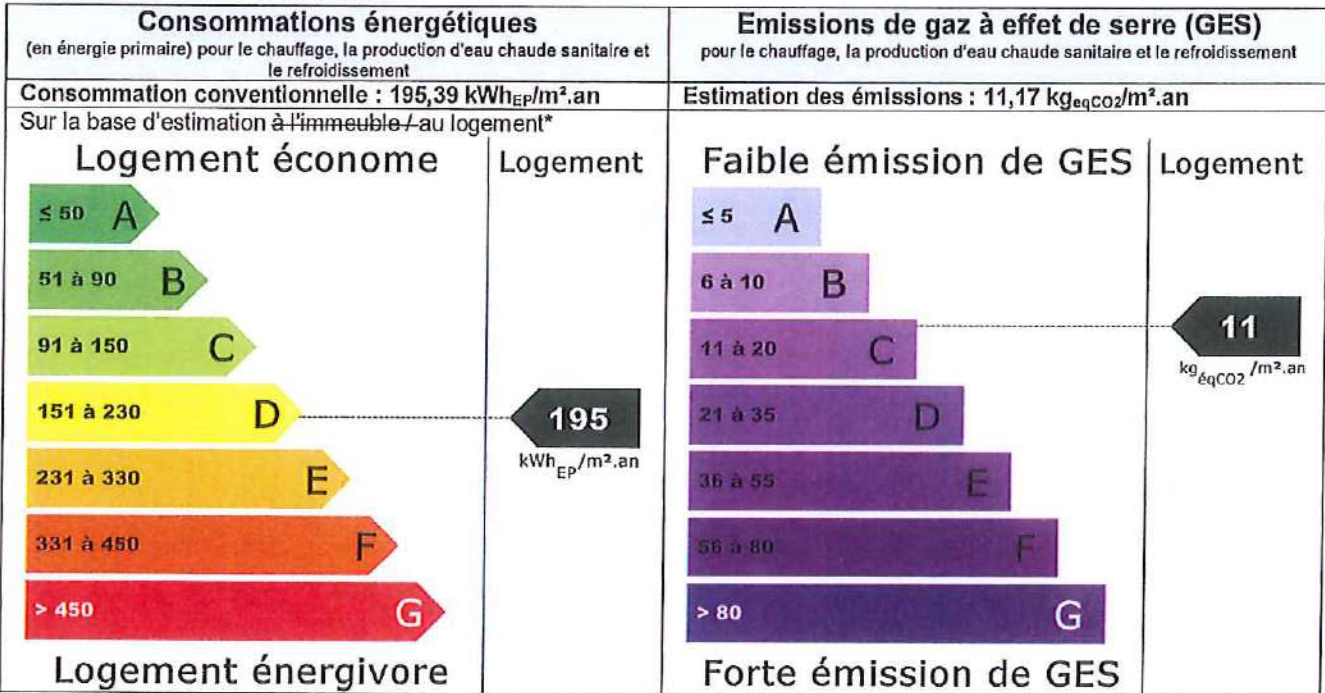 Consommations énergétiques
(en énergie primaire) pour le chauffage, la production d'eau chaude sanitaire et
le refroidissement
Consommation conventionnelle : 195,39 kWhEP/m².an
Sur la base d'estimation à l'immeuble / au logement*
Logement économe
Logement
≤ 50 A
51 à 90 B
91 à 150 C
151 à 230 D
231 à 330 E
331 à 450 F
> 450 G
195
kWhEP/m².an
Logement énergivore
Emissions de gaz à effet de serre (GES)
pour le chauffage, la production d'eau chaude sanitaire et le refroidissement
Estimation des émissions : 11,17 kgeqCO2/m².an
Faible émission de GES
Logement
≤ 5 A
6 à 10 B
11 à 20 C
21 à 35 D
36 à 55 E
56 à 80 F
> 80 G
11
kgéqCO2 /m².an
Forte émission de GES